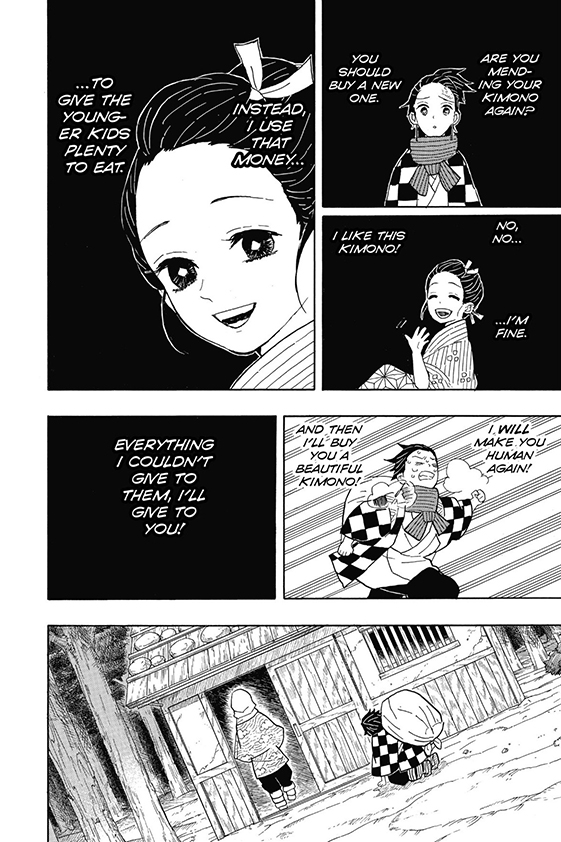 ARE YOU
MEND-
ING YOUR
KIMONO
AGAIN?
YOU
SHOULD
BUY A NEW
ONE.
NO,
NO...
I LIKE THIS
KIMONO!
...I'M
FINE.
INSTEAD,
I USE
THAT
MONEY...
...TO
GIVE THE
YOUNG-
ER KIDS
PLENTY
TO EAT.
I WILL
MAKE YOU
HUMAN
AGAIN!
AND THEN
I'LL BUY
YOU A
BEAUTIFUL
KIMONO!
EVERYTHING
I COULDN'T
GIVE TO
THEM, I'LL
GIVE TO
YOU!